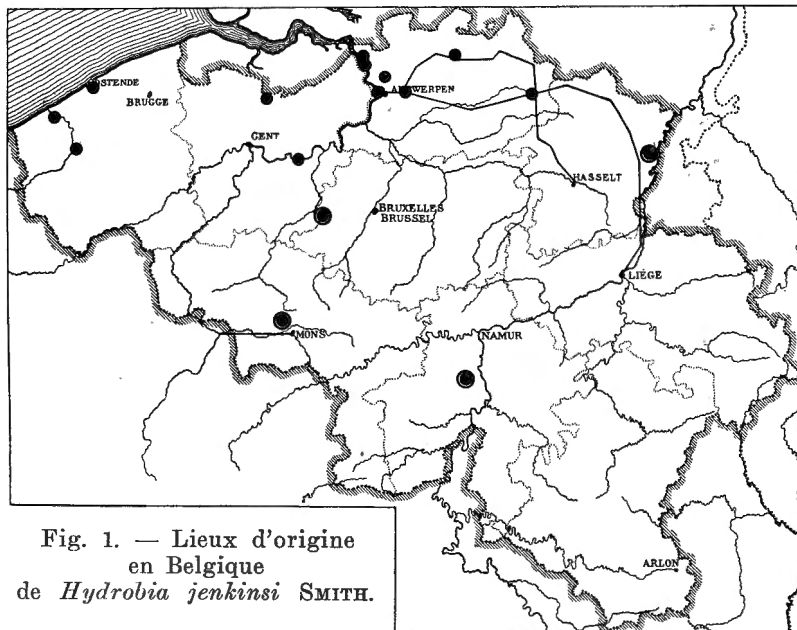 OSTENDE
BRUGGE
ANTWERPEN
GENT
HASSELT
BRUXELLES
BRUSSEL
LIÉGE
MONS
NAMUR
ARLON
Fig. 1. — Lieux d'origine
en Belgique
de Hydrobia jenkinsi SMITH.